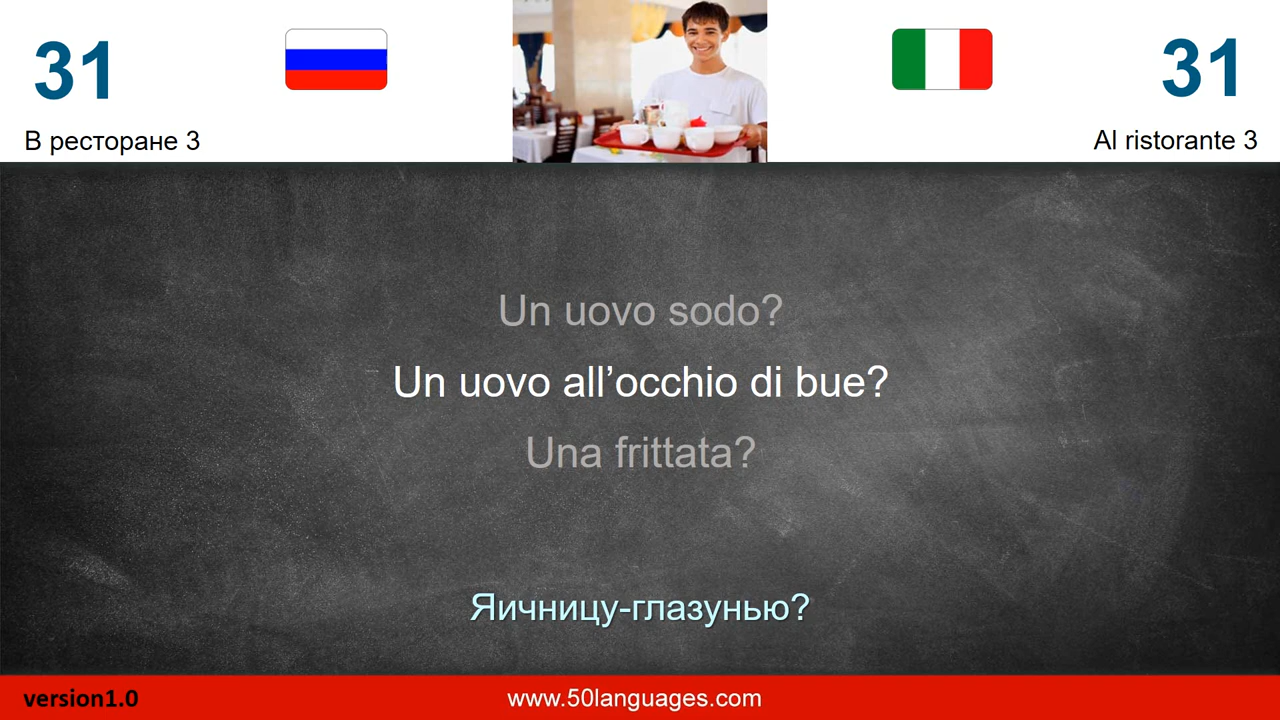 31
31
В ресторане 3
Al ristorante 3
Un uovo sodo?
Un uovo all’occhio di bue?
Una frittata?
Яичницу-глазунью?
version1.0
www.50languages.com